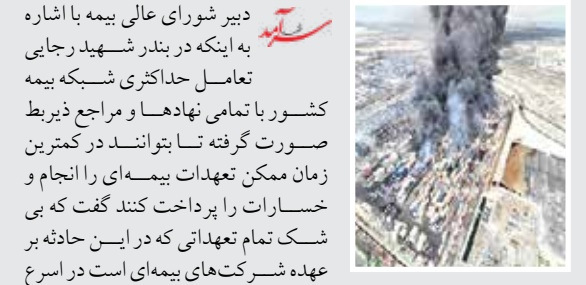 سرآمد
دبیر شورای عالی بیمه با اشاره
به اینکه در بندر شهید رجایی
تعامل حداکثری شبکه بیمه
کشور با تمامی نهادها و مراجع ذیربط
صورت گرفته تا بتوانند در کمترین
زمان ممکن تعهدات بیمه‌ای را انجام و
خسارات را پرداخت کنند گفت که بی
شک تمام تعهداتی که در این حادثه بر
عهده شرکت‌های بیمه‌ای است در اسرع